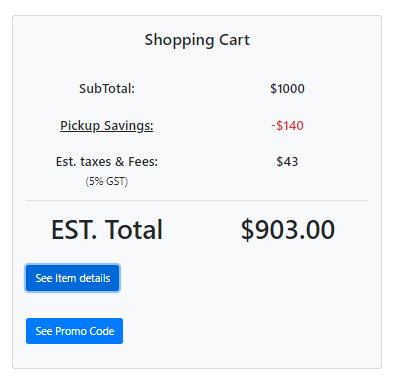 Shopping Cart
SubTotal: $1000
Pickup Savings: -$140
Est. taxes & Fees: $43
(5% GST)
EST. Total $903.00
See Item details
See Promo Code